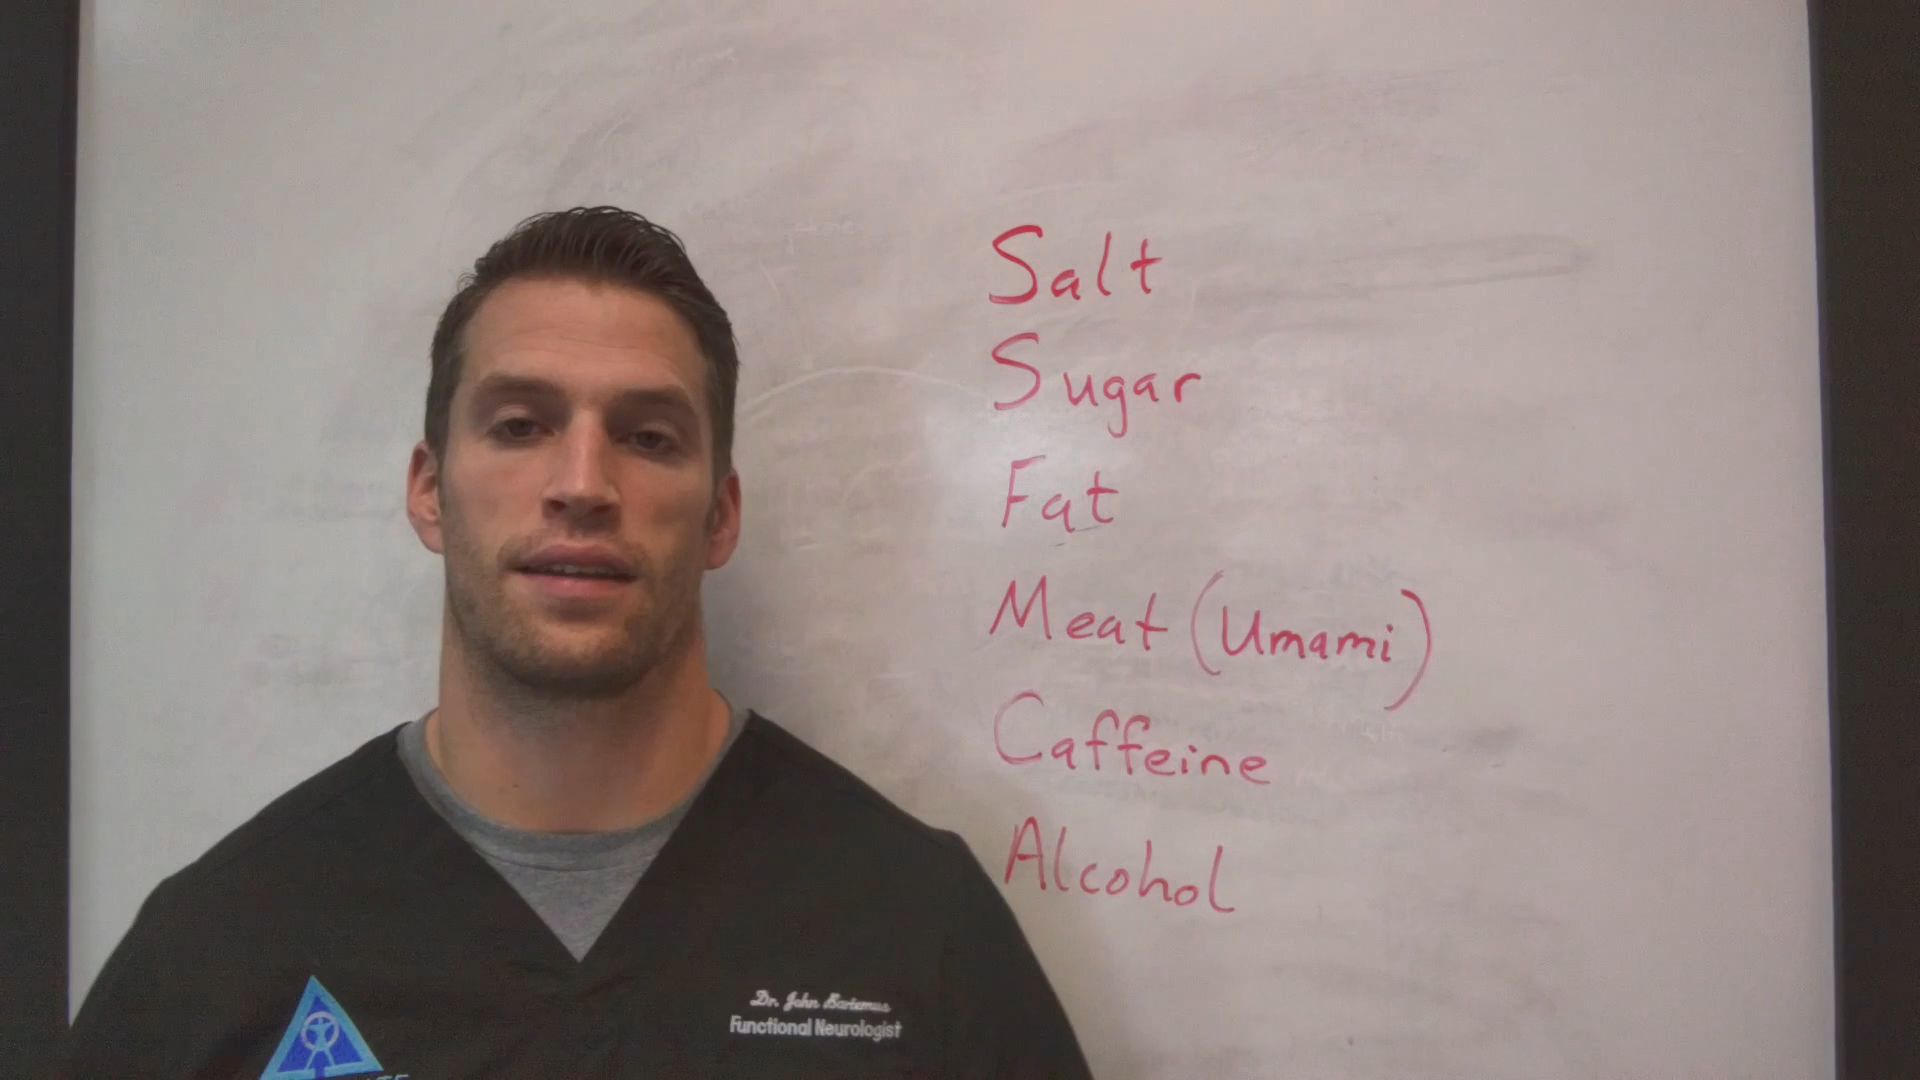 Salt
Sugar
Fat
Meat (Umami)
Caffeine
Alcohol
Dr. John Bartemus
Functional Neurologist